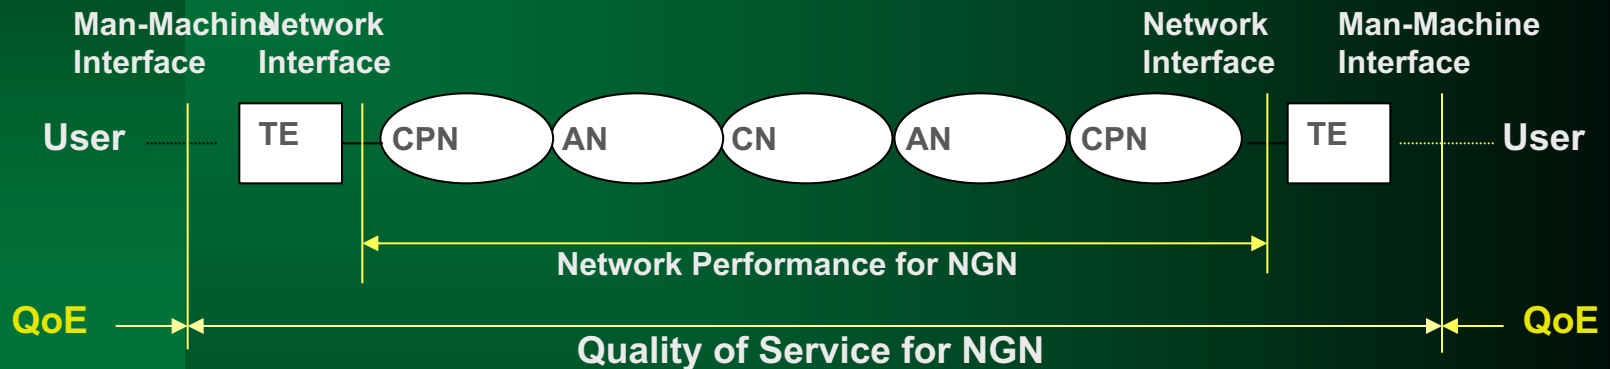 Man-Machine Network Network Man-Machine
Interface Interface Interface Interface
User TE CPN AN CN AN CPN TE User
Network Performance for NGN
QoE QoE
Quality of Service for NGN